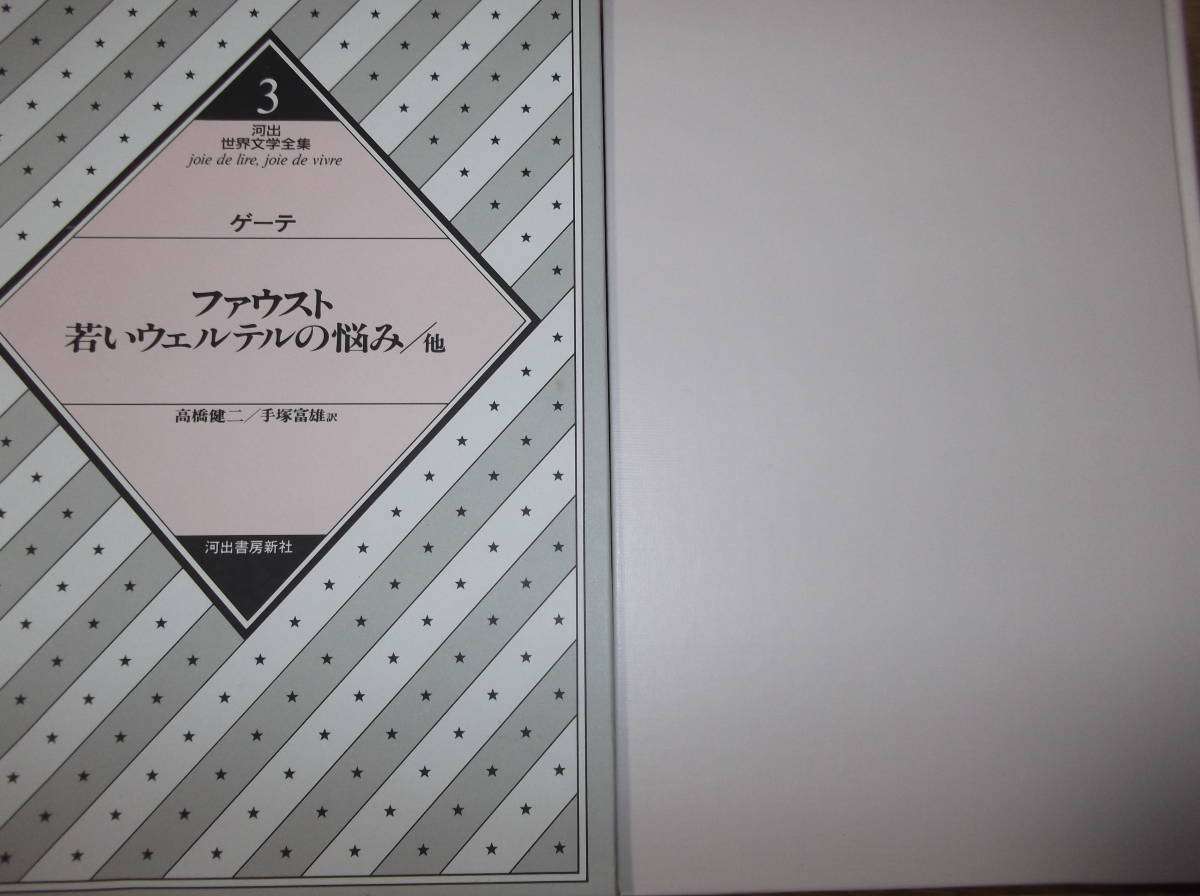 3
河出
世界文学全集
joie de lire, joie de vivre
ゲーテ
ファウスト
若いウェルテルの悩み／他
高橋健二／手塚富雄訳
河出書房新社